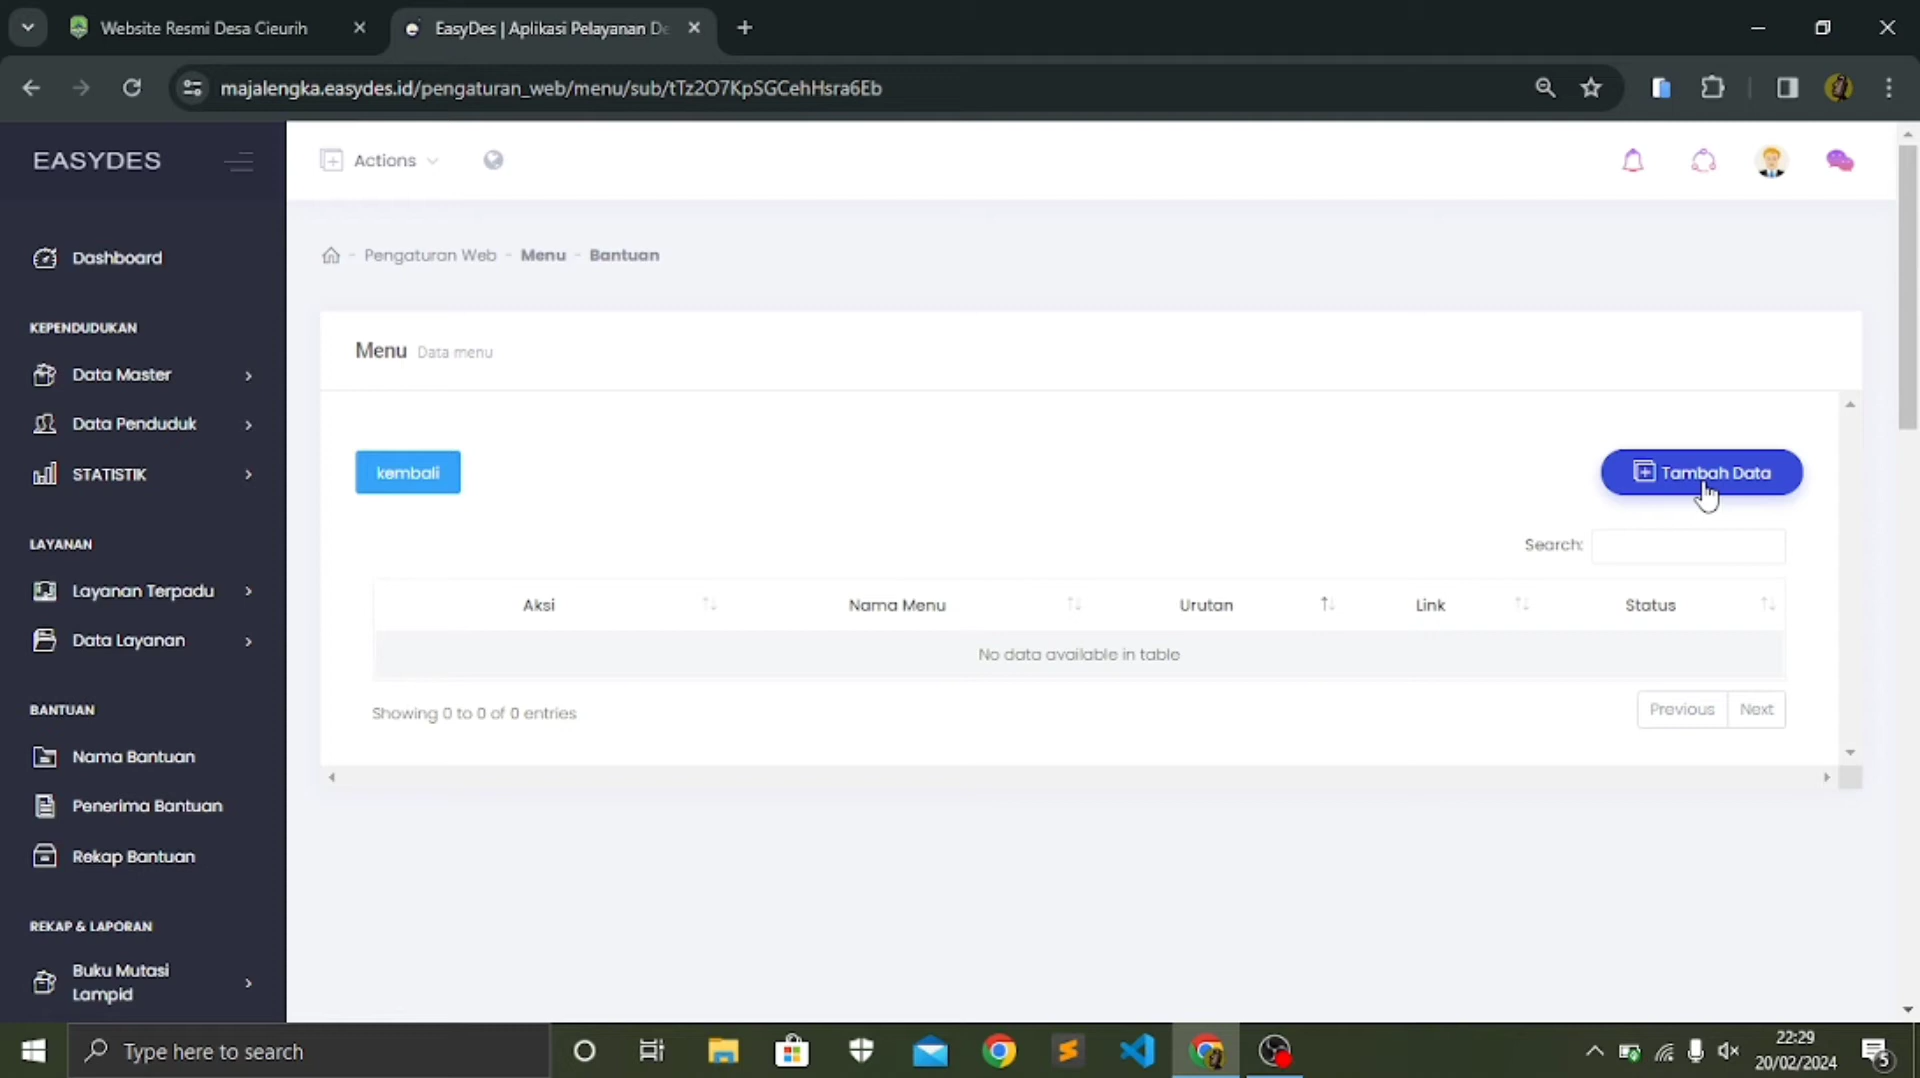 Website Resmi Desa Cieurih
EasyDes | Aplikasi Pelayanan De
majalengka.easydes.id/pengaturan_web/menu/sub/tTz2O7KpSGCehHsra6Eb
EASYDES
Actions
Dashboard
KEPENDUDUKAN
Data Master
Data Penduduk
STATISTIK
LAYANAN
Layanan Terpadu
Data Layanan
BANTUAN
Nama Bantuan
Penerima Bantuan
Rekap Bantuan
REKAP & LAPORAN
Buku Mutasi
Lampid
- Pengaturan Web - Menu - Bantuan
Menu Data menu
kembali
Tambah Data
Search:
Aksi Nama Menu Urutan Link Status
No data available in table
Showing 0 to 0 of 0 entries
Previous Next
Type here to search
22:29
20/02/2024
5